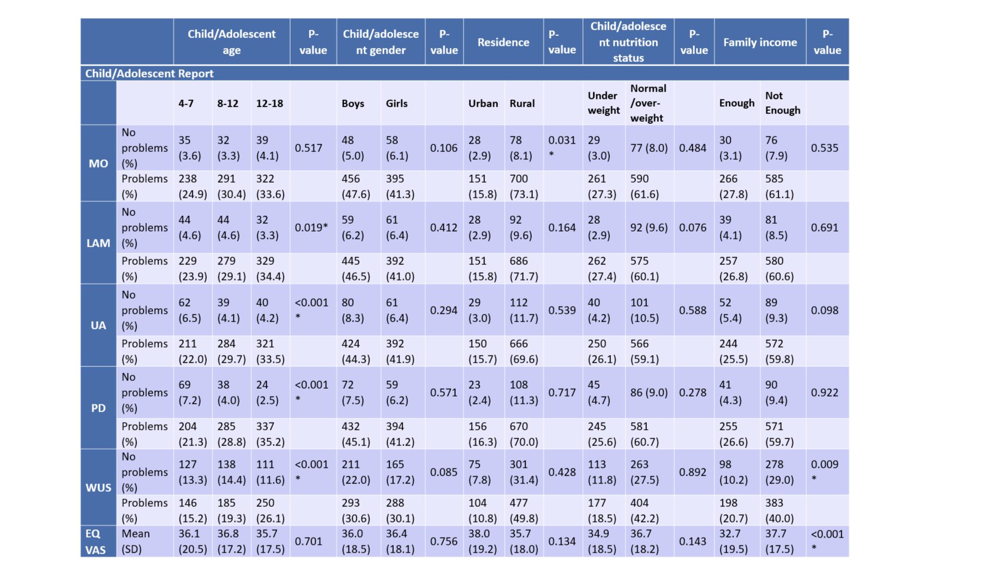 Child/Adolescent age P-value Child/adolescent gender P-value Residence P-value Child/adolescent nutrition status P-value Family income P-value
Child/Adolescent Report
4-7 8-12 12-18 Boys Girls Urban Rural Under weight Normal /over-weight Enough Not Enough
MO No problems (%) 35 (3.6) 32 (3.3) 39 (4.1) 0.517 48 (5.0) 58 (6.1) 0.106 28 (2.9) 78 (8.1) 0.031 * 29 (3.0) 77 (8.0) 0.484 30 (3.1) 76 (7.9) 0.535
Problems (%) 238 (24.9) 291 (30.4) 322 (33.6) 456 (47.6) 395 (41.3) 151 (15.8) 700 (73.1) 261 (27.3) 590 (61.6) 266 (27.8) 585 (61.1)
LAM No problems (%) 44 (4.6) 44 (4.6) 32 (3.3) 0.019* 59 (6.2) 61 (6.4) 0.412 28 (2.9) 92 (9.6) 0.164 28 (2.9) 92 (9.6) 0.076 39 (4.1) 81 (8.5) 0.691
Problems (%) 229 (23.9) 279 (29.1) 329 (34.4) 445 (46.5) 392 (41.0) 151 (15.8) 686 (71.7) 262 (27.4) 575 (60.1) 257 (26.8) 580 (60.6)
UA No problems (%) 62 (6.5) 39 (4.1) 40 (4.2) <0.001 * 80 (8.3) 61 (6.4) 0.294 29 (3.0) 112 (11.7) 0.539 40 (4.2) 101 (10.5) 0.588 52 (5.4) 89 (9.3) 0.098
Problems (%) 211 (22.0) 284 (29.7) 321 (33.5) 424 (44.3) 392 (41.9) 150 (15.7) 666 (69.6) 250 (26.1) 566 (59.1) 244 (25.5) 572 (59.8)
PD No problems (%) 69 (7.2) 38 (4.0) 24 (2.5) <0.001 * 72 (7.5) 59 (6.2) 0.571 23 (2.4) 108 (11.3) 0.717 45 (4.7) 86 (9.0) 0.278 41 (4.3) 90 (9.4) 0.922
Problems (%) 204 (21.3) 285 (28.8) 337 (35.2) 432 (45.1) 394 (41.2) 156 (16.3) 670 (70.0) 245 (25.6) 581 (60.7) 255 (26.6) 571 (59.7)
WUS No problems (%) 127 (13.3) 138 (14.4) 111 (11.6) <0.001 * 211 (22.0) 165 (17.2) 0.085 75 (7.8) 301 (31.4) 0.428 113 (11.8) 263 (27.5) 0.892 98 (10.2) 278 (29.0) 0.009 *
Problems (%) 146 (15.2) 185 (19.3) 250 (26.1) 293 (30.6) 288 (30.1) 104 (10.8) 477 (49.8) 177 (18.5) 404 (42.2) 198 (20.7) 383 (40.0)
EQ VAS Mean (SD) 36.1 (20.5) 36.8 (17.2) 35.7 (17.5) 0.701 36.0 (18.5) 36.4 (18.1) 0.756 38.0 (19.2) 35.7 (18.0) 0.134 34.9 (18.5) 36.7 (18.2) 0.143 32.7 (19.5) 37.7 (17.5) <0.001 *